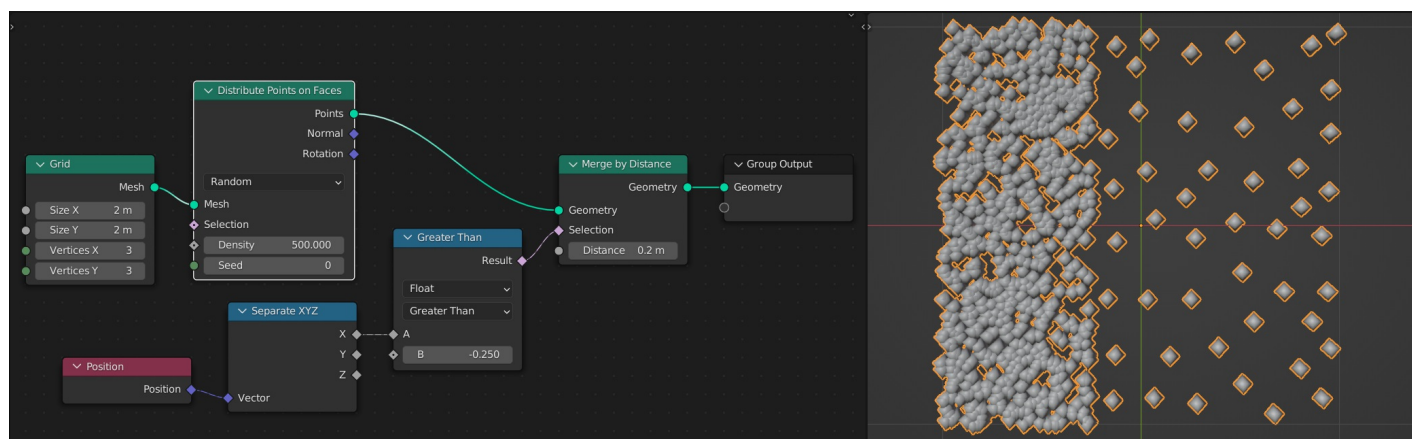 Grid
Mesh
Size X 2 m
Size Y 2 m
Vertices X 3
Vertices Y 3
Distribute Points on Faces
Points
Normal
Rotation
Random
Mesh
Selection
Density 500.000
Seed 0
Position
Position
Separate XYZ
X
Y
Z
Vector
Greater Than
Result
Float
Greater Than
A
B -0.250
Merge by Distance
Geometry
Geometry
Selection
Distance 0.2 m
Group Output
Geometry